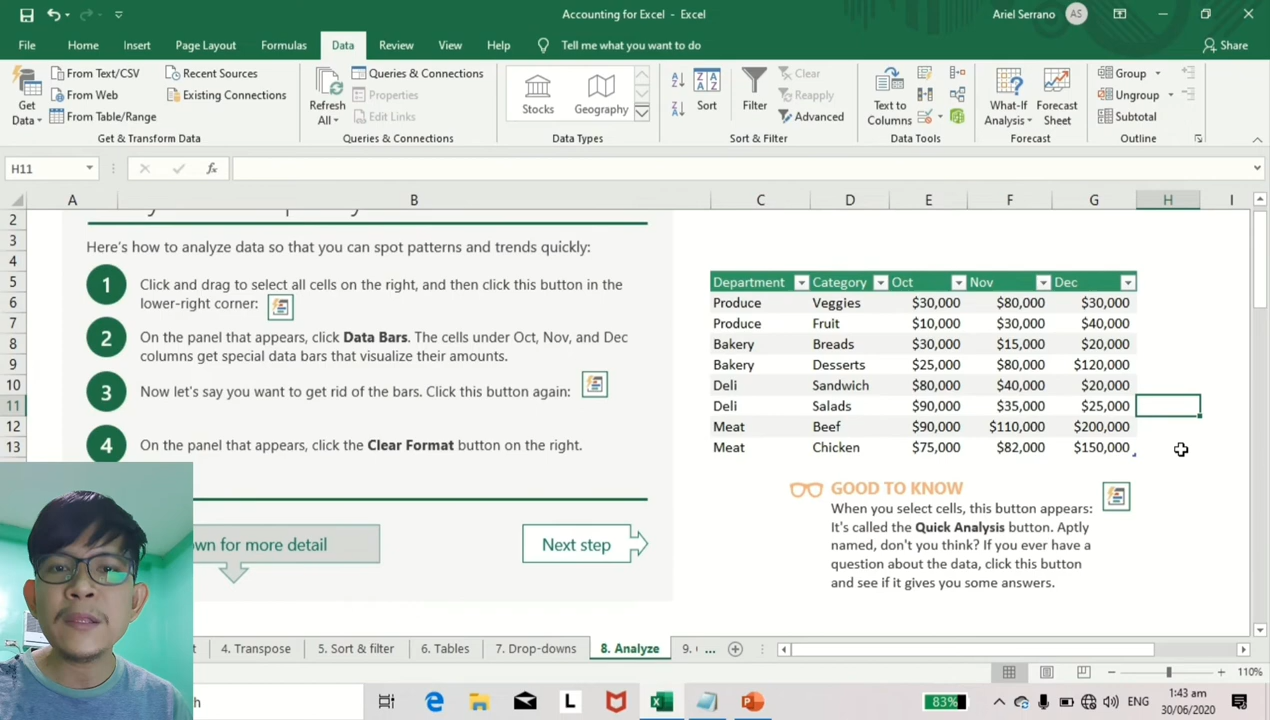 Accounting for Excel - Excel
Ariel Serrano AS
File Home Insert Page Layout Formulas Data Review View Help Tell me what you want to do Share
From Text/CSV Recent Sources Queries & Connections Clear Group
From Web Existing Connections Properties Reapply Ungroup
From Table/Range Edit Links Advanced Subtotal
Get Data Refresh All Stocks Geography Sort Filter Text to Columns What-If Analysis Forecast Sheet
Get & Transform Data Queries & Connections Data Types Sort & Filter Data Tools Forecast Outline
H11 fx
A B C D E F G H I
2
3
4
5
6
7
8
9
10
11
12
13
Here's how to analyze data so that you can spot patterns and trends quickly:
1 Click and drag to select all cells on the right, and then click this button in the
lower-right corner:
2 On the panel that appears, click Data Bars. The cells under Oct, Nov, and Dec
columns get special data bars that visualize their amounts.
3 Now let's say you want to get rid of the bars. Click this button again:
4 On the panel that appears, click the Clear Format button on the right.
wn for more detail
Next step
Department Category Oct Nov Dec
Produce Veggies $30,000 $80,000 $30,000
Produce Fruit $10,000 $30,000 $40,000
Bakery Breads $30,000 $15,000 $20,000
Bakery Desserts $25,000 $80,000 $120,000
Deli Sandwich $80,000 $40,000 $20,000
Deli Salads $90,000 $35,000 $25,000
Meat Beef $90,000 $110,000 $200,000
Meat Chicken $75,000 $82,000 $150,000
GOOD TO KNOW
When you select cells, this button appears:
It's called the Quick Analysis button. Aptly
named, don't you think? If you ever have a
question about the data, click this button
and see if it gives you some answers.
4. Transpose 5. Sort & filter 6. Tables 7. Drop-downs 8. Analyze 9. ...
110%
83% ENG 1:43 am
30/06/2020